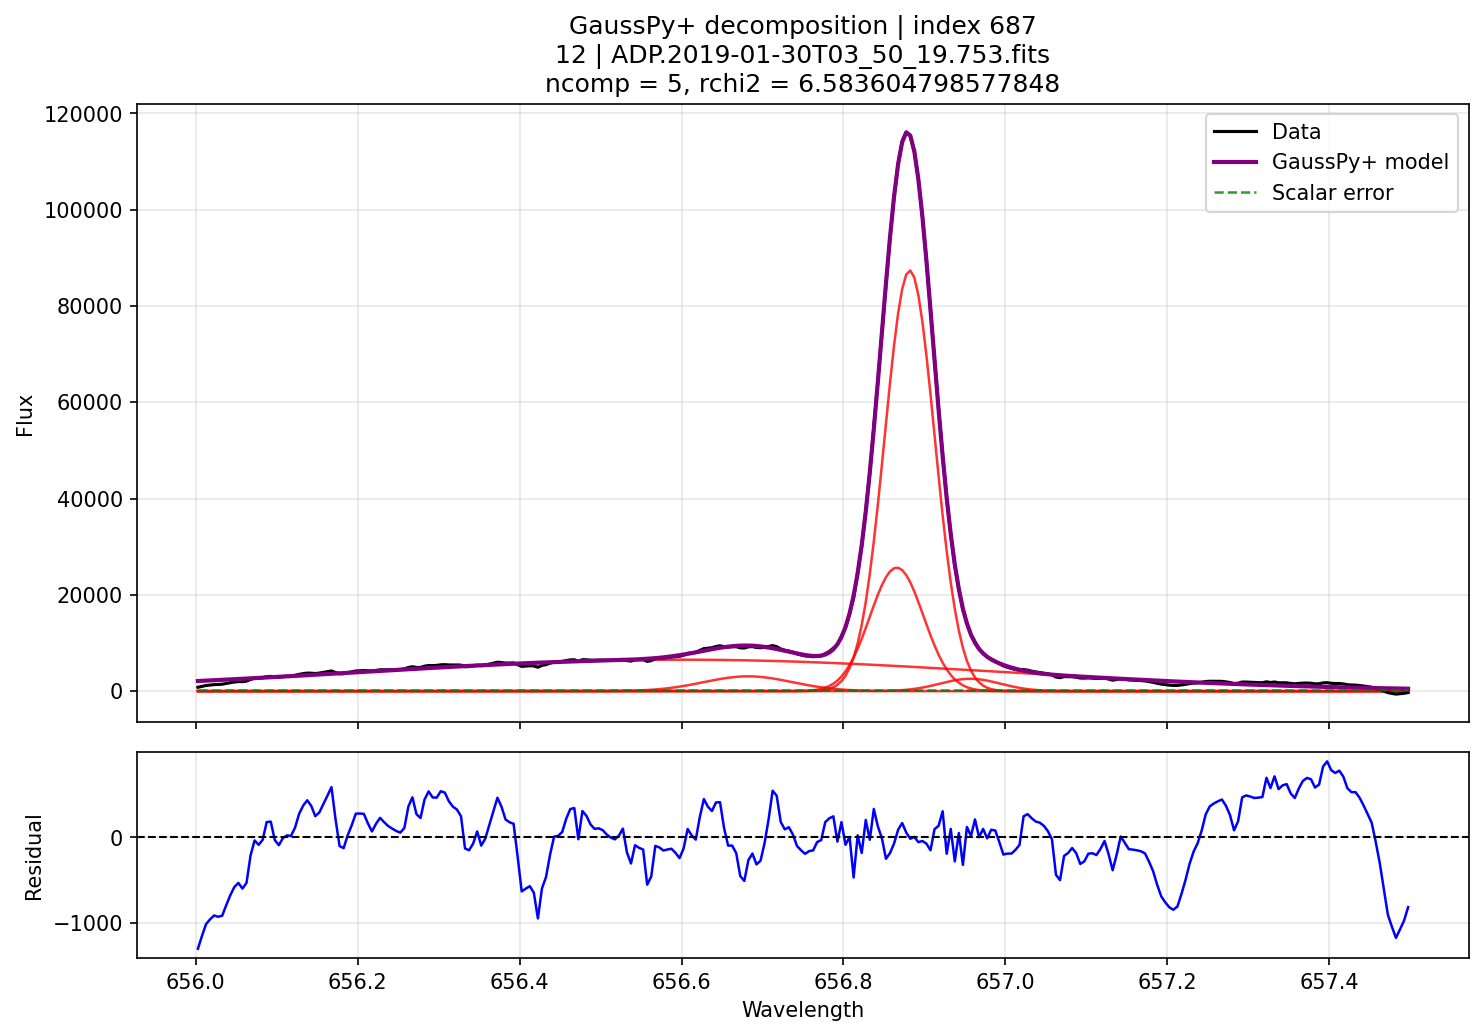 GaussPy+ decomposition | index 687
12 | ADP.2019-01-30T03_50_19.753.fits
ncomp = 5, rchi2 = 6.583604798577848
120000
100000
80000
60000
40000
20000
0
Flux
Data
GaussPy+ model
Scalar error
0
−1000
Residual
656.0
656.2
656.4
656.6
656.8
657.0
657.2
657.4
Wavelength